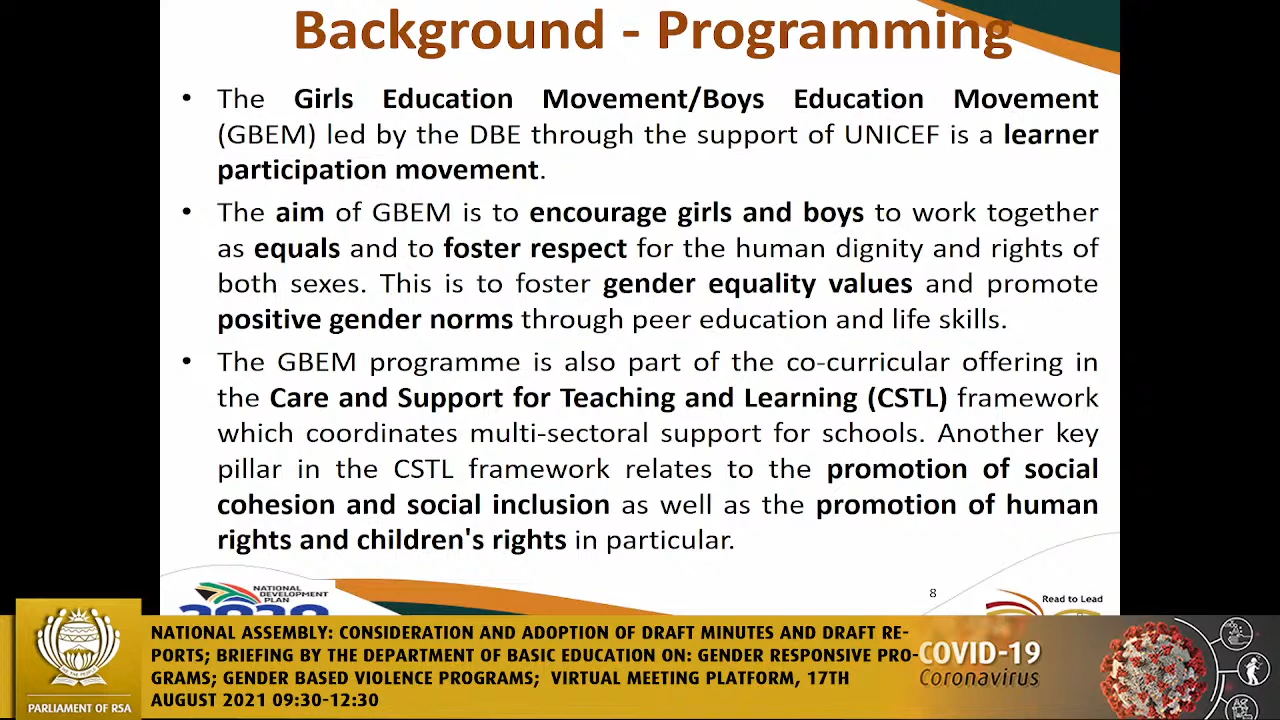 Background - Programming
• The Girls Education Movement/Boys Education Movement
(GBEM) led by the DBE through the support of UNICEF is a learner
participation movement.
• The aim of GBEM is to encourage girls and boys to work together
as equals and to foster respect for the human dignity and rights of
both sexes. This is to foster gender equality values and promote
positive gender norms through peer education and life skills.
• The GBEM programme is also part of the co-curricular offering in
the Care and Support for Teaching and Learning (CSTL) framework
which coordinates multi-sectoral support for schools. Another key
pillar in the CSTL framework relates to the promotion of social
cohesion and social inclusion as well as the promotion of human
rights and children's rights in particular.
NATIONAL
DEVELOPMENT
PLAN
2030
8
Read to Lead
NATIONAL ASSEMBLY: CONSIDERATION AND ADOPTION OF DRAFT MINUTES AND DRAFT RE-
PORTS; BRIEFING BY THE DEPARTMENT OF BASIC EDUCATION ON: GENDER RESPONSIVE PRO-
GRAMS; GENDER BASED VIOLENCE PROGRAMS; VIRTUAL MEETING PLATFORM, 17TH
AUGUST 2021 09:30-12:30
PARLIAMENT OF RSA
COVID-19
Coronavirus